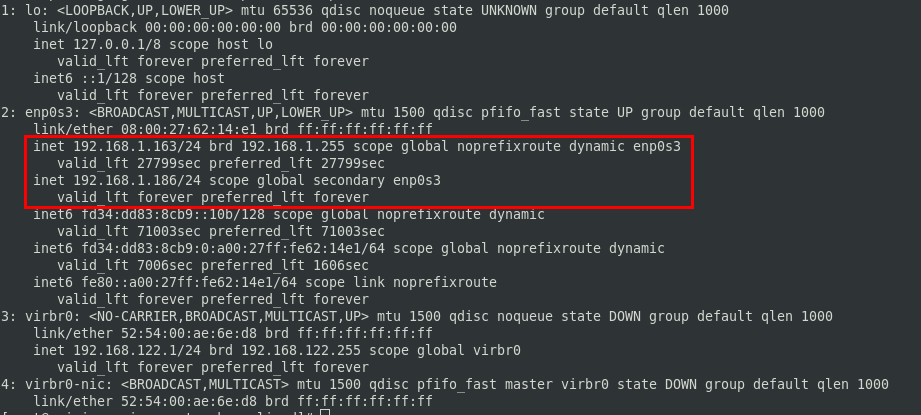 1: lo: <LOOPBACK,UP,LOWER_UP> mtu 65536 qdisc noqueue state UNKNOWN group default qlen 1000
link/loopback 00:00:00:00:00:00 brd 00:00:00:00:00:00
inet 127.0.0.1/8 scope host lo
valid_lft forever preferred_lft forever
inet6 ::1/128 scope host
valid_lft forever preferred_lft forever
2: enp0s3: <BROADCAST,MULTICAST,UP,LOWER_UP> mtu 1500 qdisc pfifo_fast state UP group default qlen 1000
link/ether 08:00:27:62:14:e1 brd ff:ff:ff:ff:ff:ff
inet 192.168.1.163/24 brd 192.168.1.255 scope global noprefixroute dynamic enp0s3
valid_lft 27799sec preferred_lft 27799sec
inet 192.168.1.186/24 scope global secondary enp0s3
valid_lft forever preferred_lft forever
inet6 fd34:dd83:8cb9::10b/128 scope global noprefixroute dynamic
valid_lft 71003sec preferred_lft 71003sec
inet6 fd34:dd83:8cb9:0:a00:27ff:fe62:14e1/64 scope global noprefixroute dynamic
valid_lft 7006sec preferred_lft 1606sec
inet6 fe80::a00:27ff:fe62:14e1/64 scope link noprefixroute
valid_lft forever preferred_lft forever
3: virbr0: <NO-CARRIER,BROADCAST,MULTICAST,UP> mtu 1500 qdisc noqueue state DOWN group default qlen 1000
link/ether 52:54:00:ae:6e:d8 brd ff:ff:ff:ff:ff:ff
inet 192.168.122.1/24 brd 192.168.122.255 scope global virbr0
valid_lft forever preferred_lft forever
4: virbr0-nic: <BROADCAST,MULTICAST> mtu 1500 qdisc pfifo_fast master virbr0 state DOWN group default qlen 1000
link/ether 52:54:00:ae:6e:d8 brd ff:ff:ff:ff:ff:ff